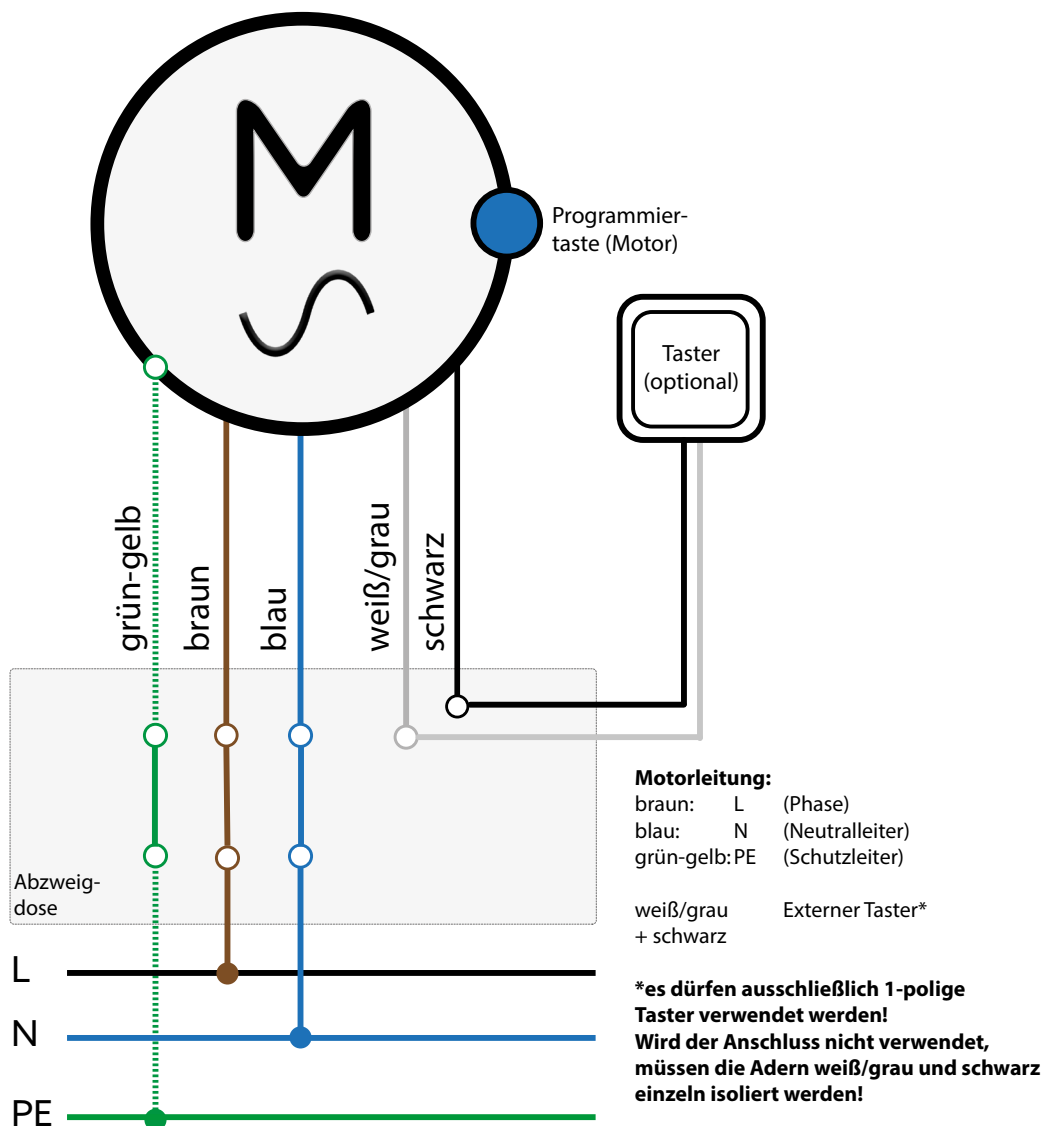 M
Programmier-
taste (Motor)
Taster
(optional)
grün-gelb
braun
blau
weiß/grau
schwarz
Abzweig-
dose
L
N
PE
Motorleitung:
braun: L (Phase)
blau: N (Neutralleiter)
grün-gelb: PE (Schutzleiter)
weiß/grau Externer Taster*
+ schwarz
*es dürfen ausschließlich 1-polige
Taster verwendet werden!
Wird der Anschluss nicht verwendet,
müssen die Adern weiß/grau und schwarz
einzeln isoliert werden!